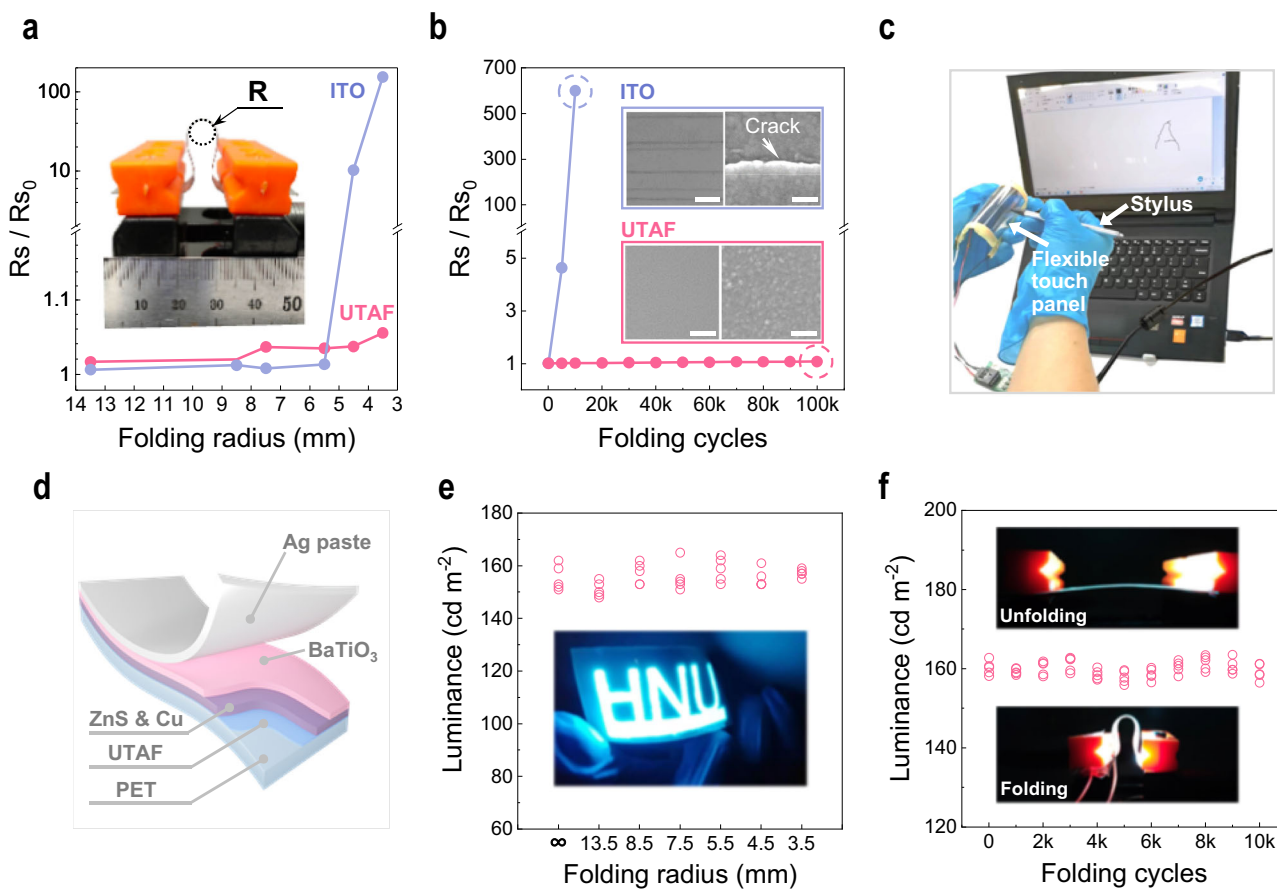 a
100
10
1.1
1
Rs / Rs0
R
ITO
UTAF
10 20 30 40 50
14 13 12 11 10 9 8 7 6 5 4 3
Folding radius (mm)
b
700
500
300
100
5
3
1
Rs / Rs0
ITO
Crack
UTAF
0 20k 40k 60k 80k 100k
Folding cycles
c
A
Stylus
Flexible
touch
panel
d
Ag paste
BaTiO3
ZnS & Cu
UTAF
PET
e
180
160
140
120
100
80
60
Luminance (cd m-2)
HNU
∞ 13.5 8.5 7.5 5.5 4.5 3.5
Folding radius (mm)
f
200
180
160
140
120
Luminance (cd m-2)
Unfolding
Folding
0 2k 4k 6k 8k 10k
Folding cycles